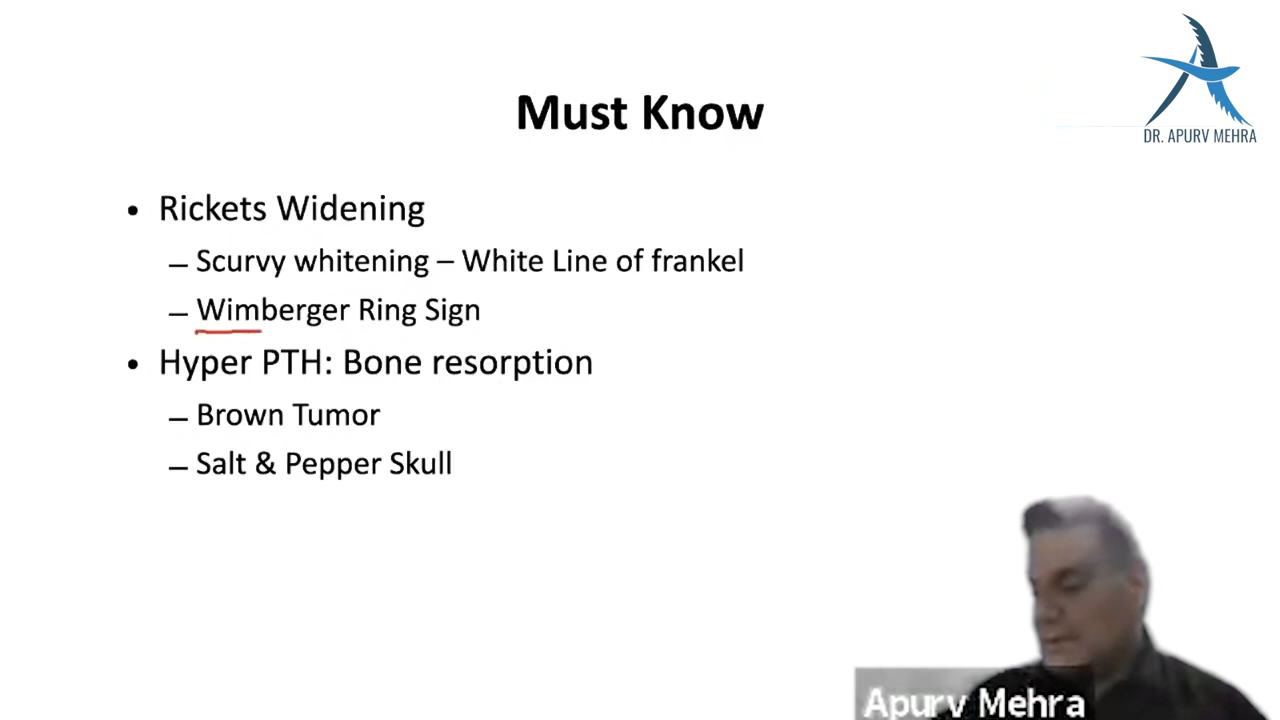 DR. APURV MEHRA
Must Know
• Rickets Widening
– Scurvy whitening – White Line of frankel
– Wimberger Ring Sign
• Hyper PTH: Bone resorption
– Brown Tumor
– Salt & Pepper Skull
Apurv Mehra